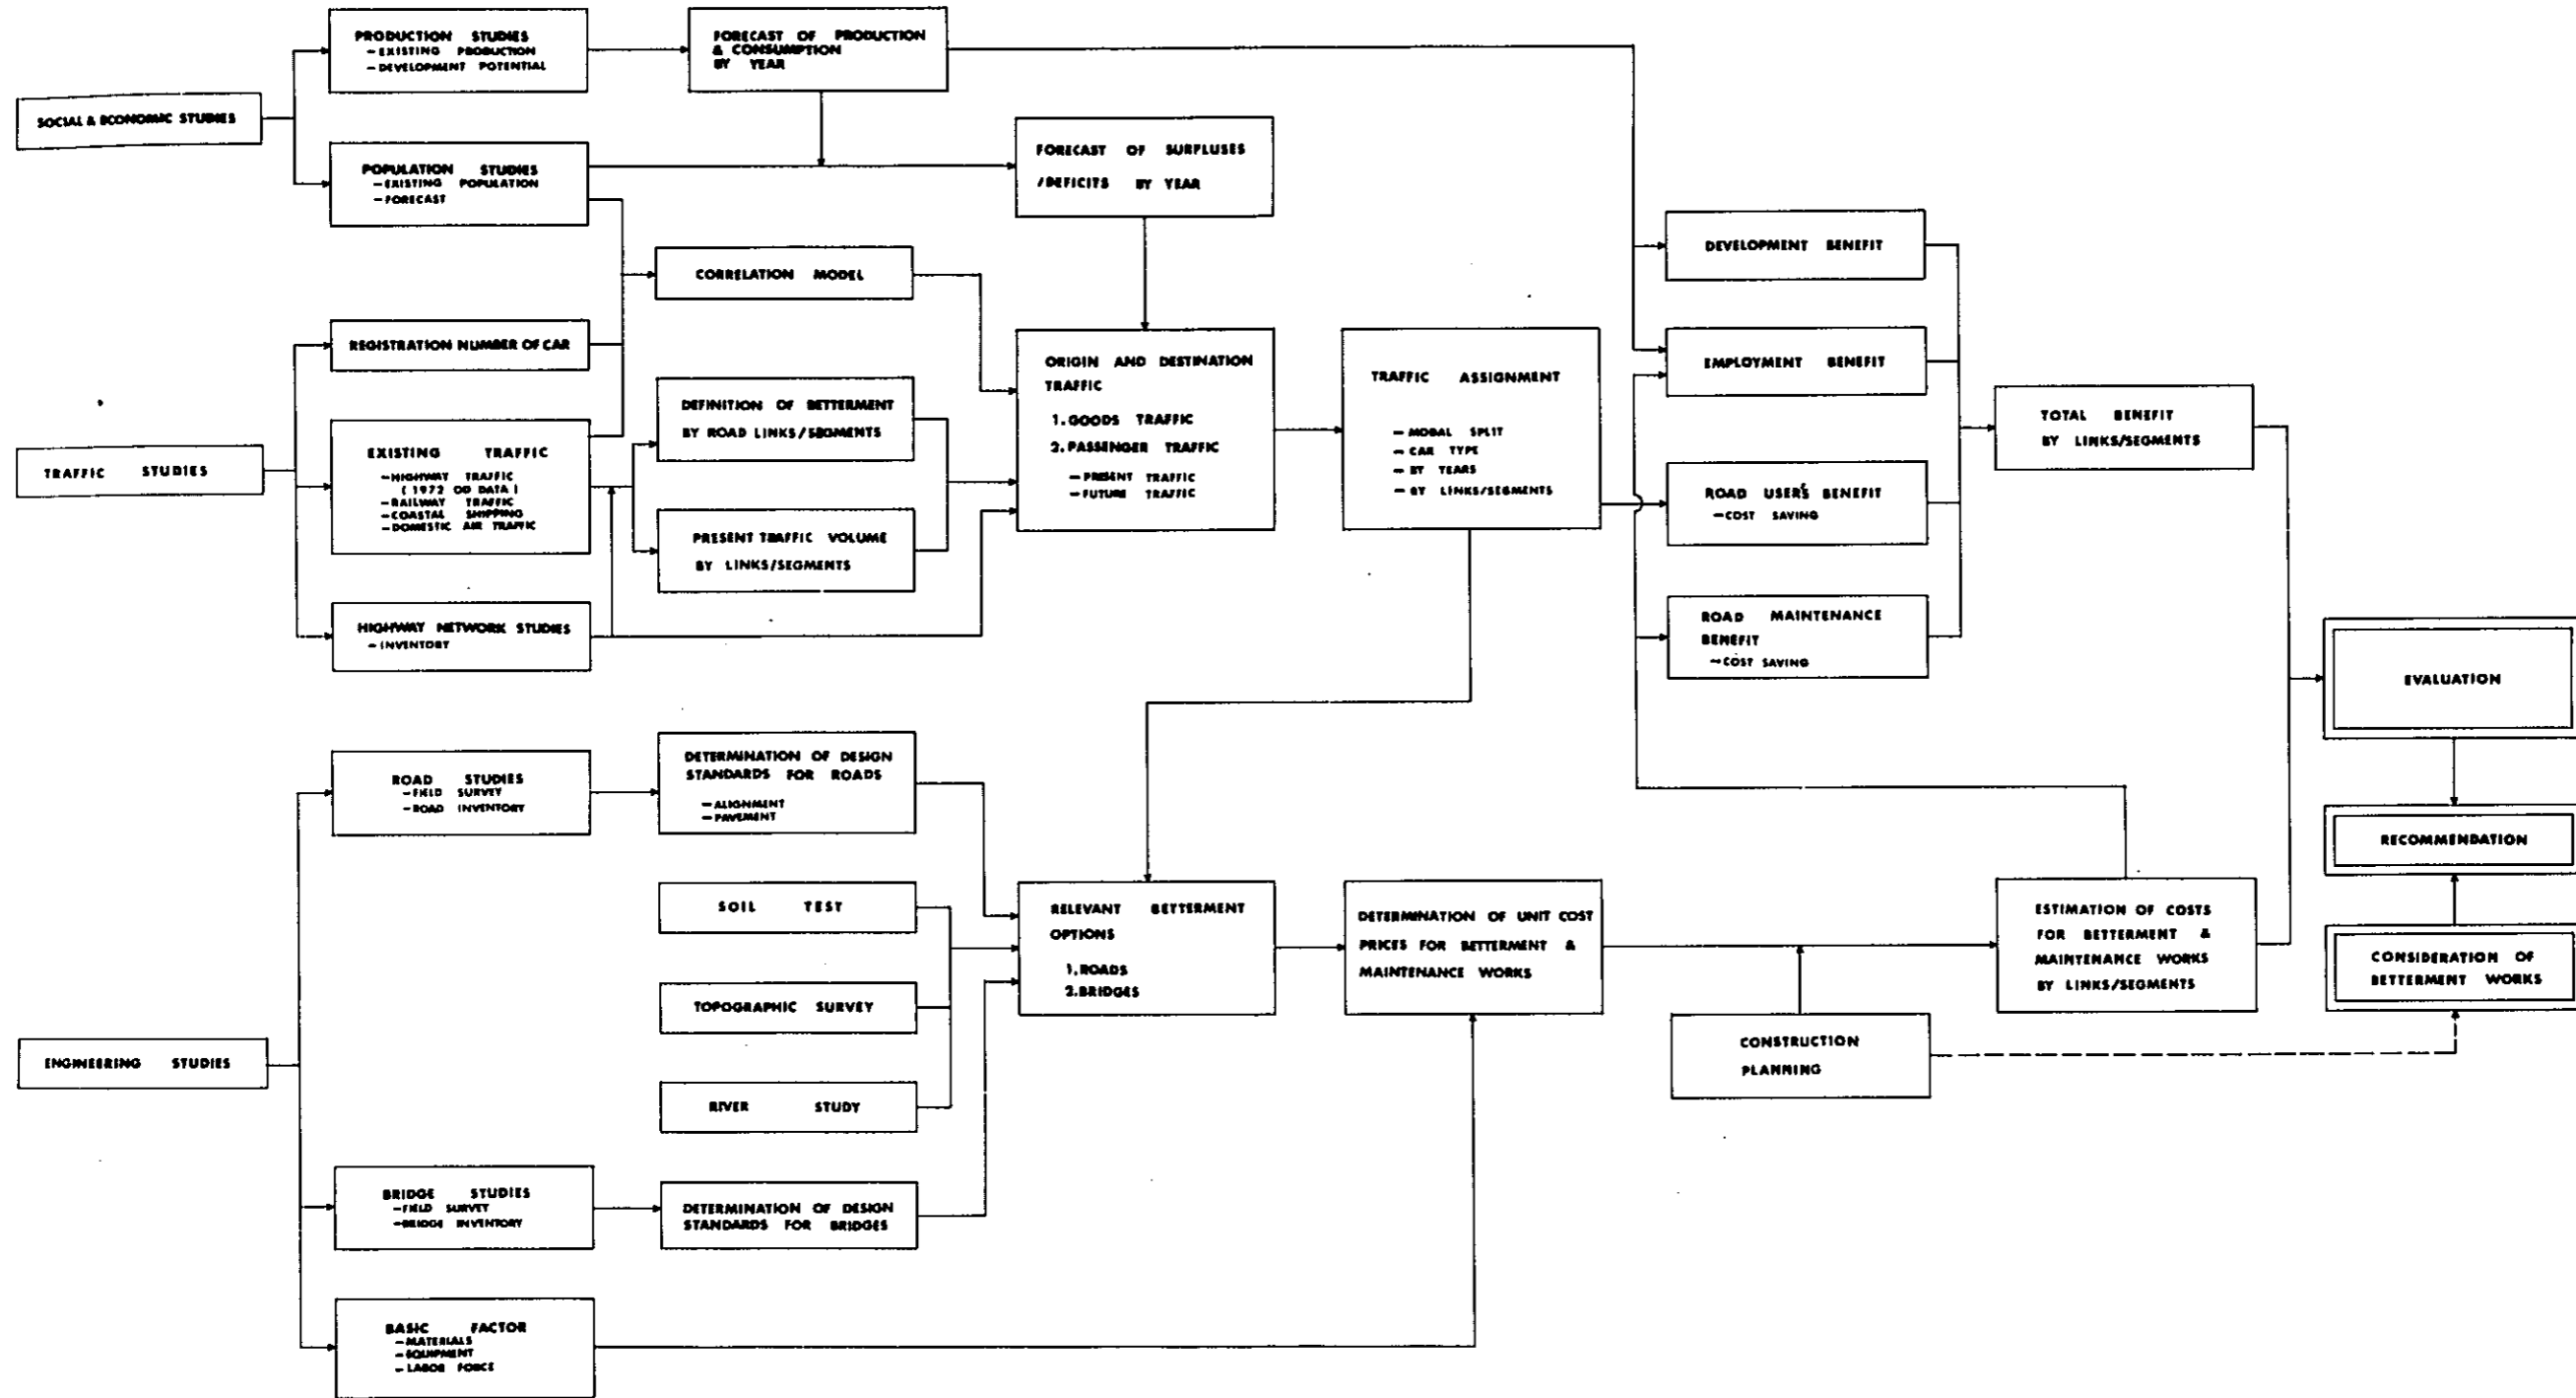 SOCIAL & ECONOMIC STUDIES
PRODUCTION STUDIES
— EXISTING PRODUCTION
— DEVELOPMENT POTENTIAL
FORECAST OF PRODUCTION
& CONSUMPTION
BY YEAR
POPULATION STUDIES
— EXISTING POPULATION
— FORECAST
FORECAST OF SURPLUSES
/DEFICITS BY YEAR
TRAFFIC STUDIES
REGISTRATION NUMBER OF CAR
EXISTING TRAFFIC
— HIGHWAY TRAFFIC
( 1972 OD DATA )
— RAILWAY TRAFFIC
— COASTAL SHIPPING
— DOMESTIC AIR TRAFFIC
HIGHWAY NETWORK STUDIES
— INVENTORY
CORRELATION MODEL
DEFINITION OF BETTERMENT
BY ROAD LINKS/SEGMENTS
PRESENT TRAFFIC VOLUME
BY LINKS/SEGMENTS
ORIGIN AND DESTINATION
TRAFFIC
1. GOODS TRAFFIC
2. PASSENGER TRAFFIC
— PRESENT TRAFFIC
— FUTURE TRAFFIC
TRAFFIC ASSIGNMENT
— MODAL SPLIT
— CAR TYPE
— BY YEARS
— BY LINKS/SEGMENTS
DEVELOPMENT BENEFIT
EMPLOYMENT BENEFIT
ROAD USER'S BENEFIT
— COST SAVING
ROAD MAINTENANCE
BENEFIT
— COST SAVING
TOTAL BENEFIT
BY LINKS/SEGMENTS
EVALUATION
RECOMMENDATION
CONSIDERATION OF
BETTERMENT WORKS
ENGINEERING STUDIES
ROAD STUDIES
— FIELD SURVEY
— ROAD INVENTORY
DETERMINATION OF DESIGN
STANDARDS FOR ROADS
— ALIGNMENT
— PAVEMENT
SOIL TEST
TOPOGRAPHIC SURVEY
RIVER STUDY
BRIDGE STUDIES
— FIELD SURVEY
— BRIDGE INVENTORY
DETERMINATION OF DESIGN
STANDARDS FOR BRIDGES
BASIC FACTOR
— MATERIALS
— EQUIPMENT
— LABOR FORCE
RELEVANT BETTERMENT
OPTIONS
1. ROADS
2. BRIDGES
DETERMINATION OF UNIT COST
PRICES FOR BETTERMENT &
MAINTENANCE WORKS
CONSTRUCTION
PLANNING
ESTIMATION OF COSTS
FOR BETTERMENT &
MAINTENANCE WORKS
BY LINKS/SEGMENTS